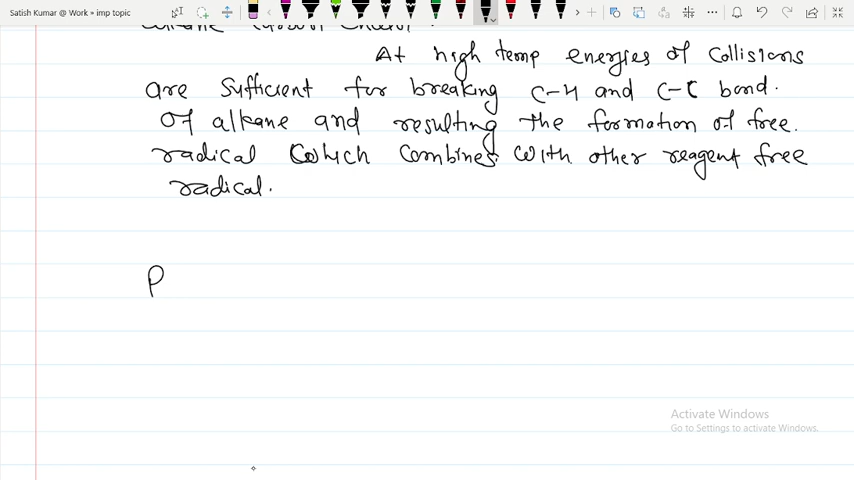 Satish Kumar @ Work » imp topic
At high temp energies of Collisions
are Sufficient for breaking C-H and C-C bond.
Of alkane and resulting the formation of free.
radical Which Combines with other reagent free
radical.
P
Activate Windows
Go to Settings to activate Windows.